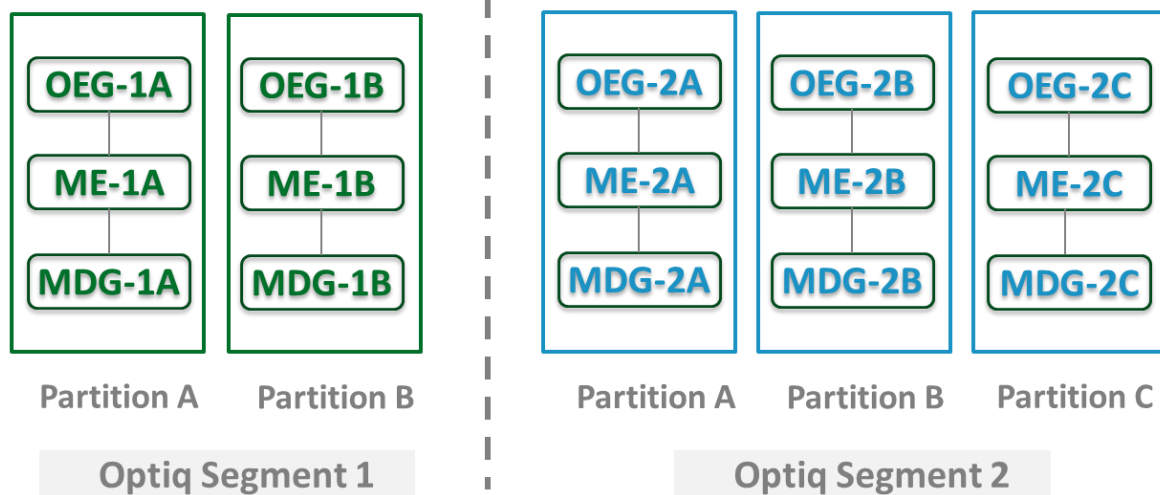 OEG-1A
ME-1A
MDG-1A
Partition A
OEG-1B
ME-1B
MDG-1B
Partition B
Optiq Segment 1
OEG-2A
ME-2A
MDG-2A
Partition A
OEG-2B
ME-2B
MDG-2B
Partition B
OEG-2C
ME-2C
MDG-2C
Partition C
Optiq Segment 2